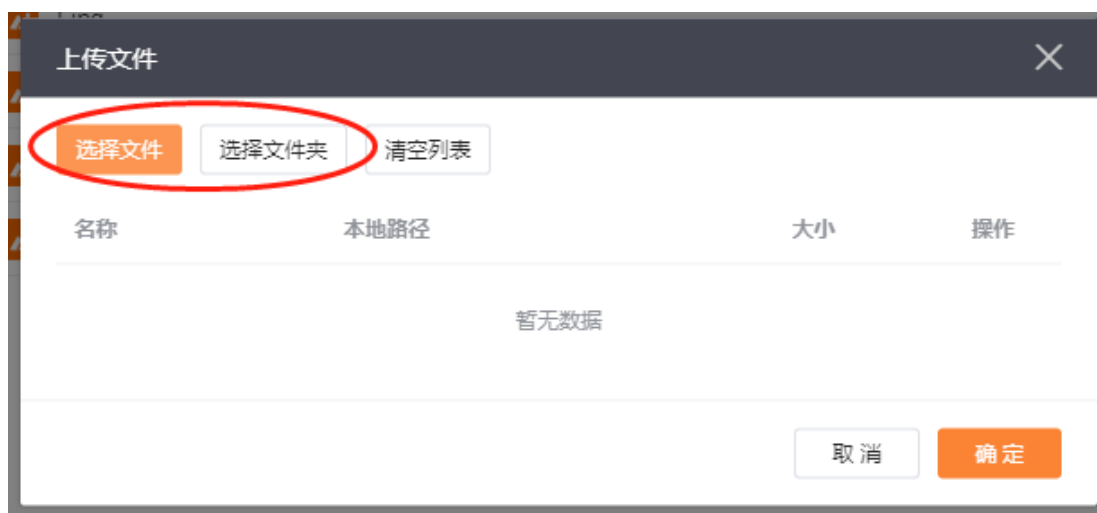 上传文件
选择文件 选择文件夹 清空列表
名称 本地路径 大小 操作
暂无数据
取消 确定